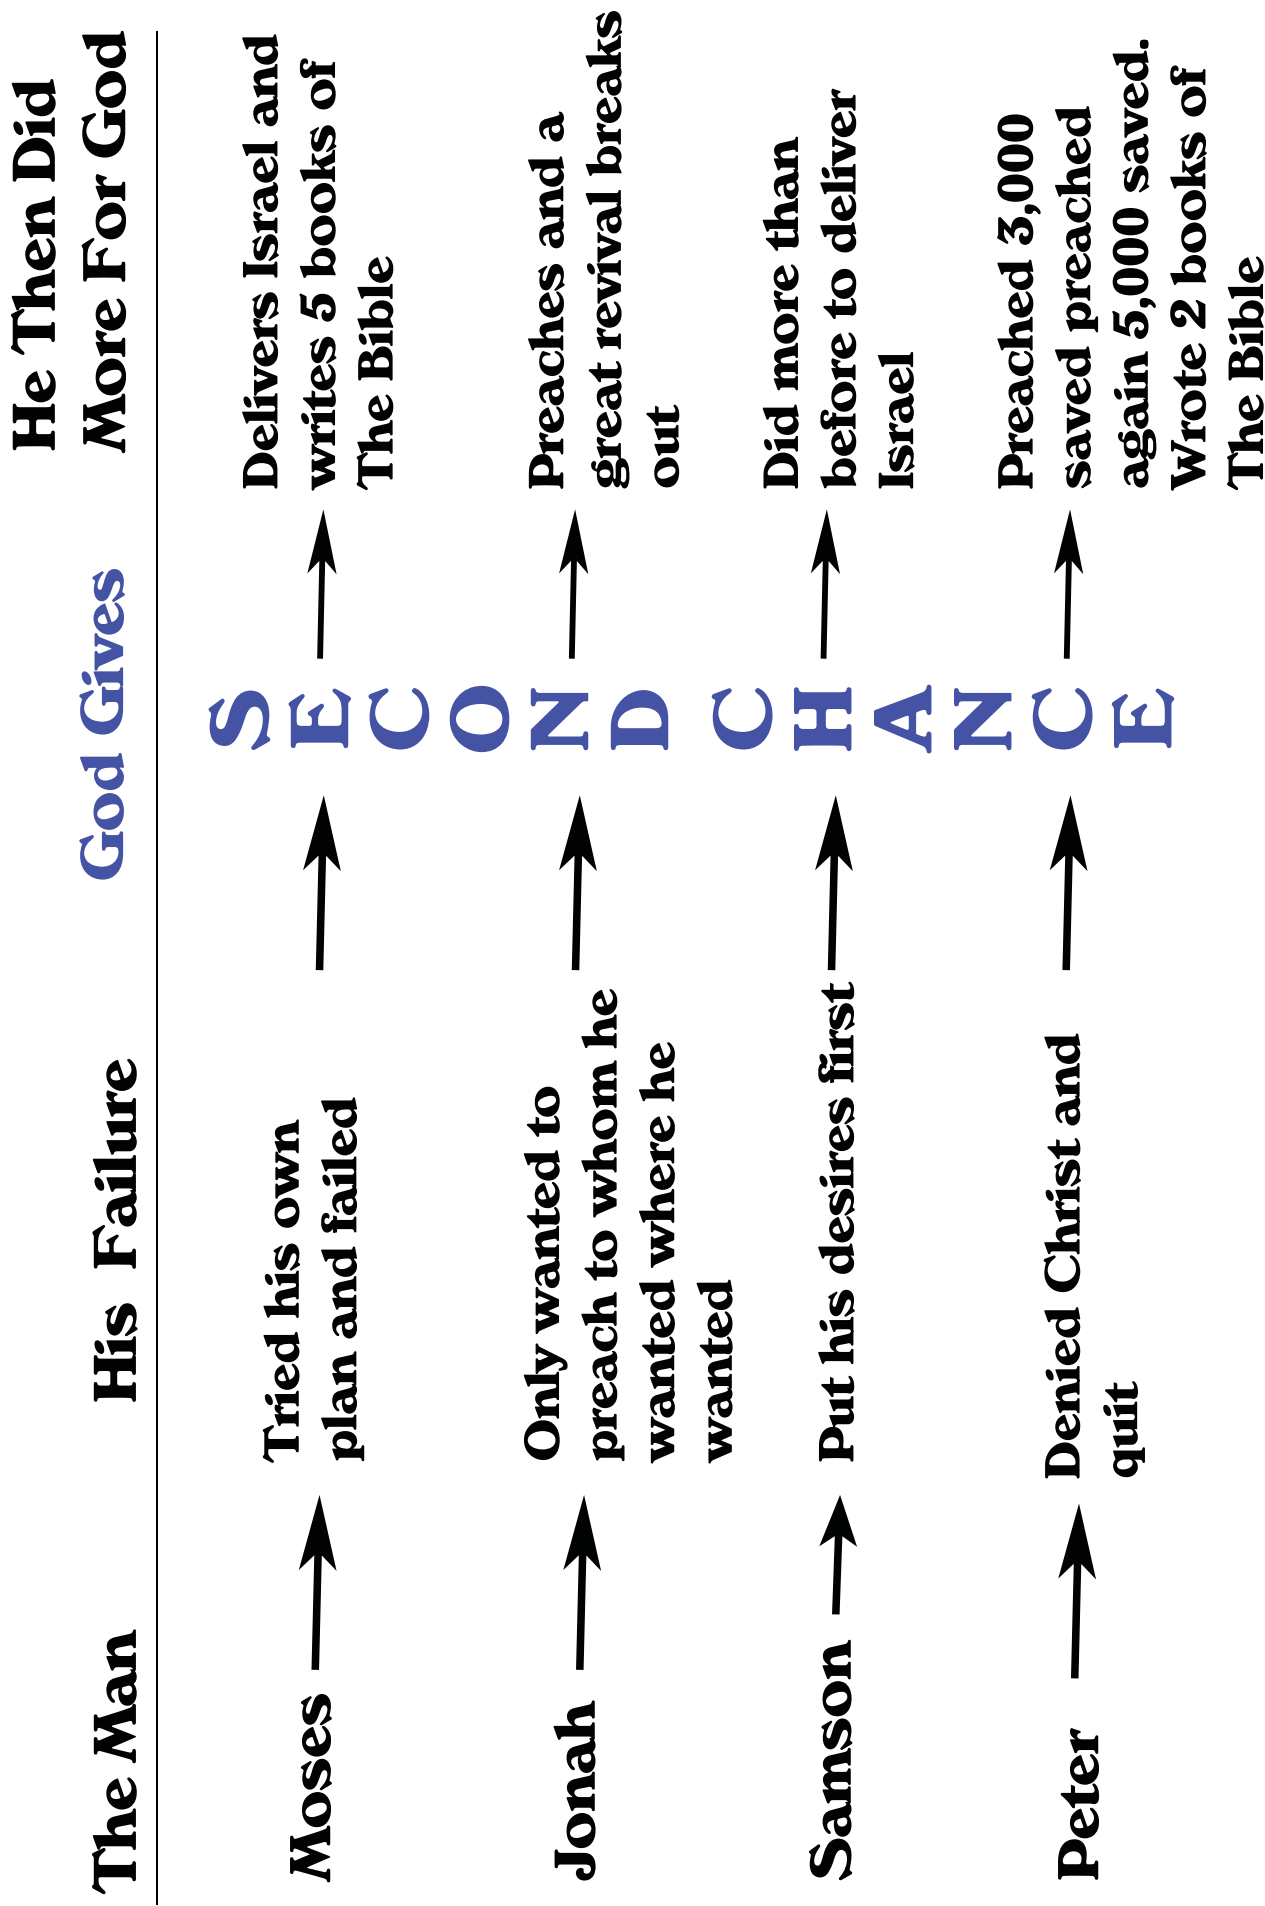 The Man
His Failure
God Gives
He Then Did
More For God
Moses
Tried his own
plan and failed
Delivers Israel and
writes 5 books of
The Bible
Jonah
Only wanted to
preach to whom he
wanted where he
wanted
Preaches and a
great revival breaks
out
Samson
Put his desires first
Did more than
before to deliver
Israel
Peter
Denied Christ and
quit
Preached 3,000
saved preached
again 5,000 saved.
Wrote 2 books of
The Bible
SECOND CHANCE